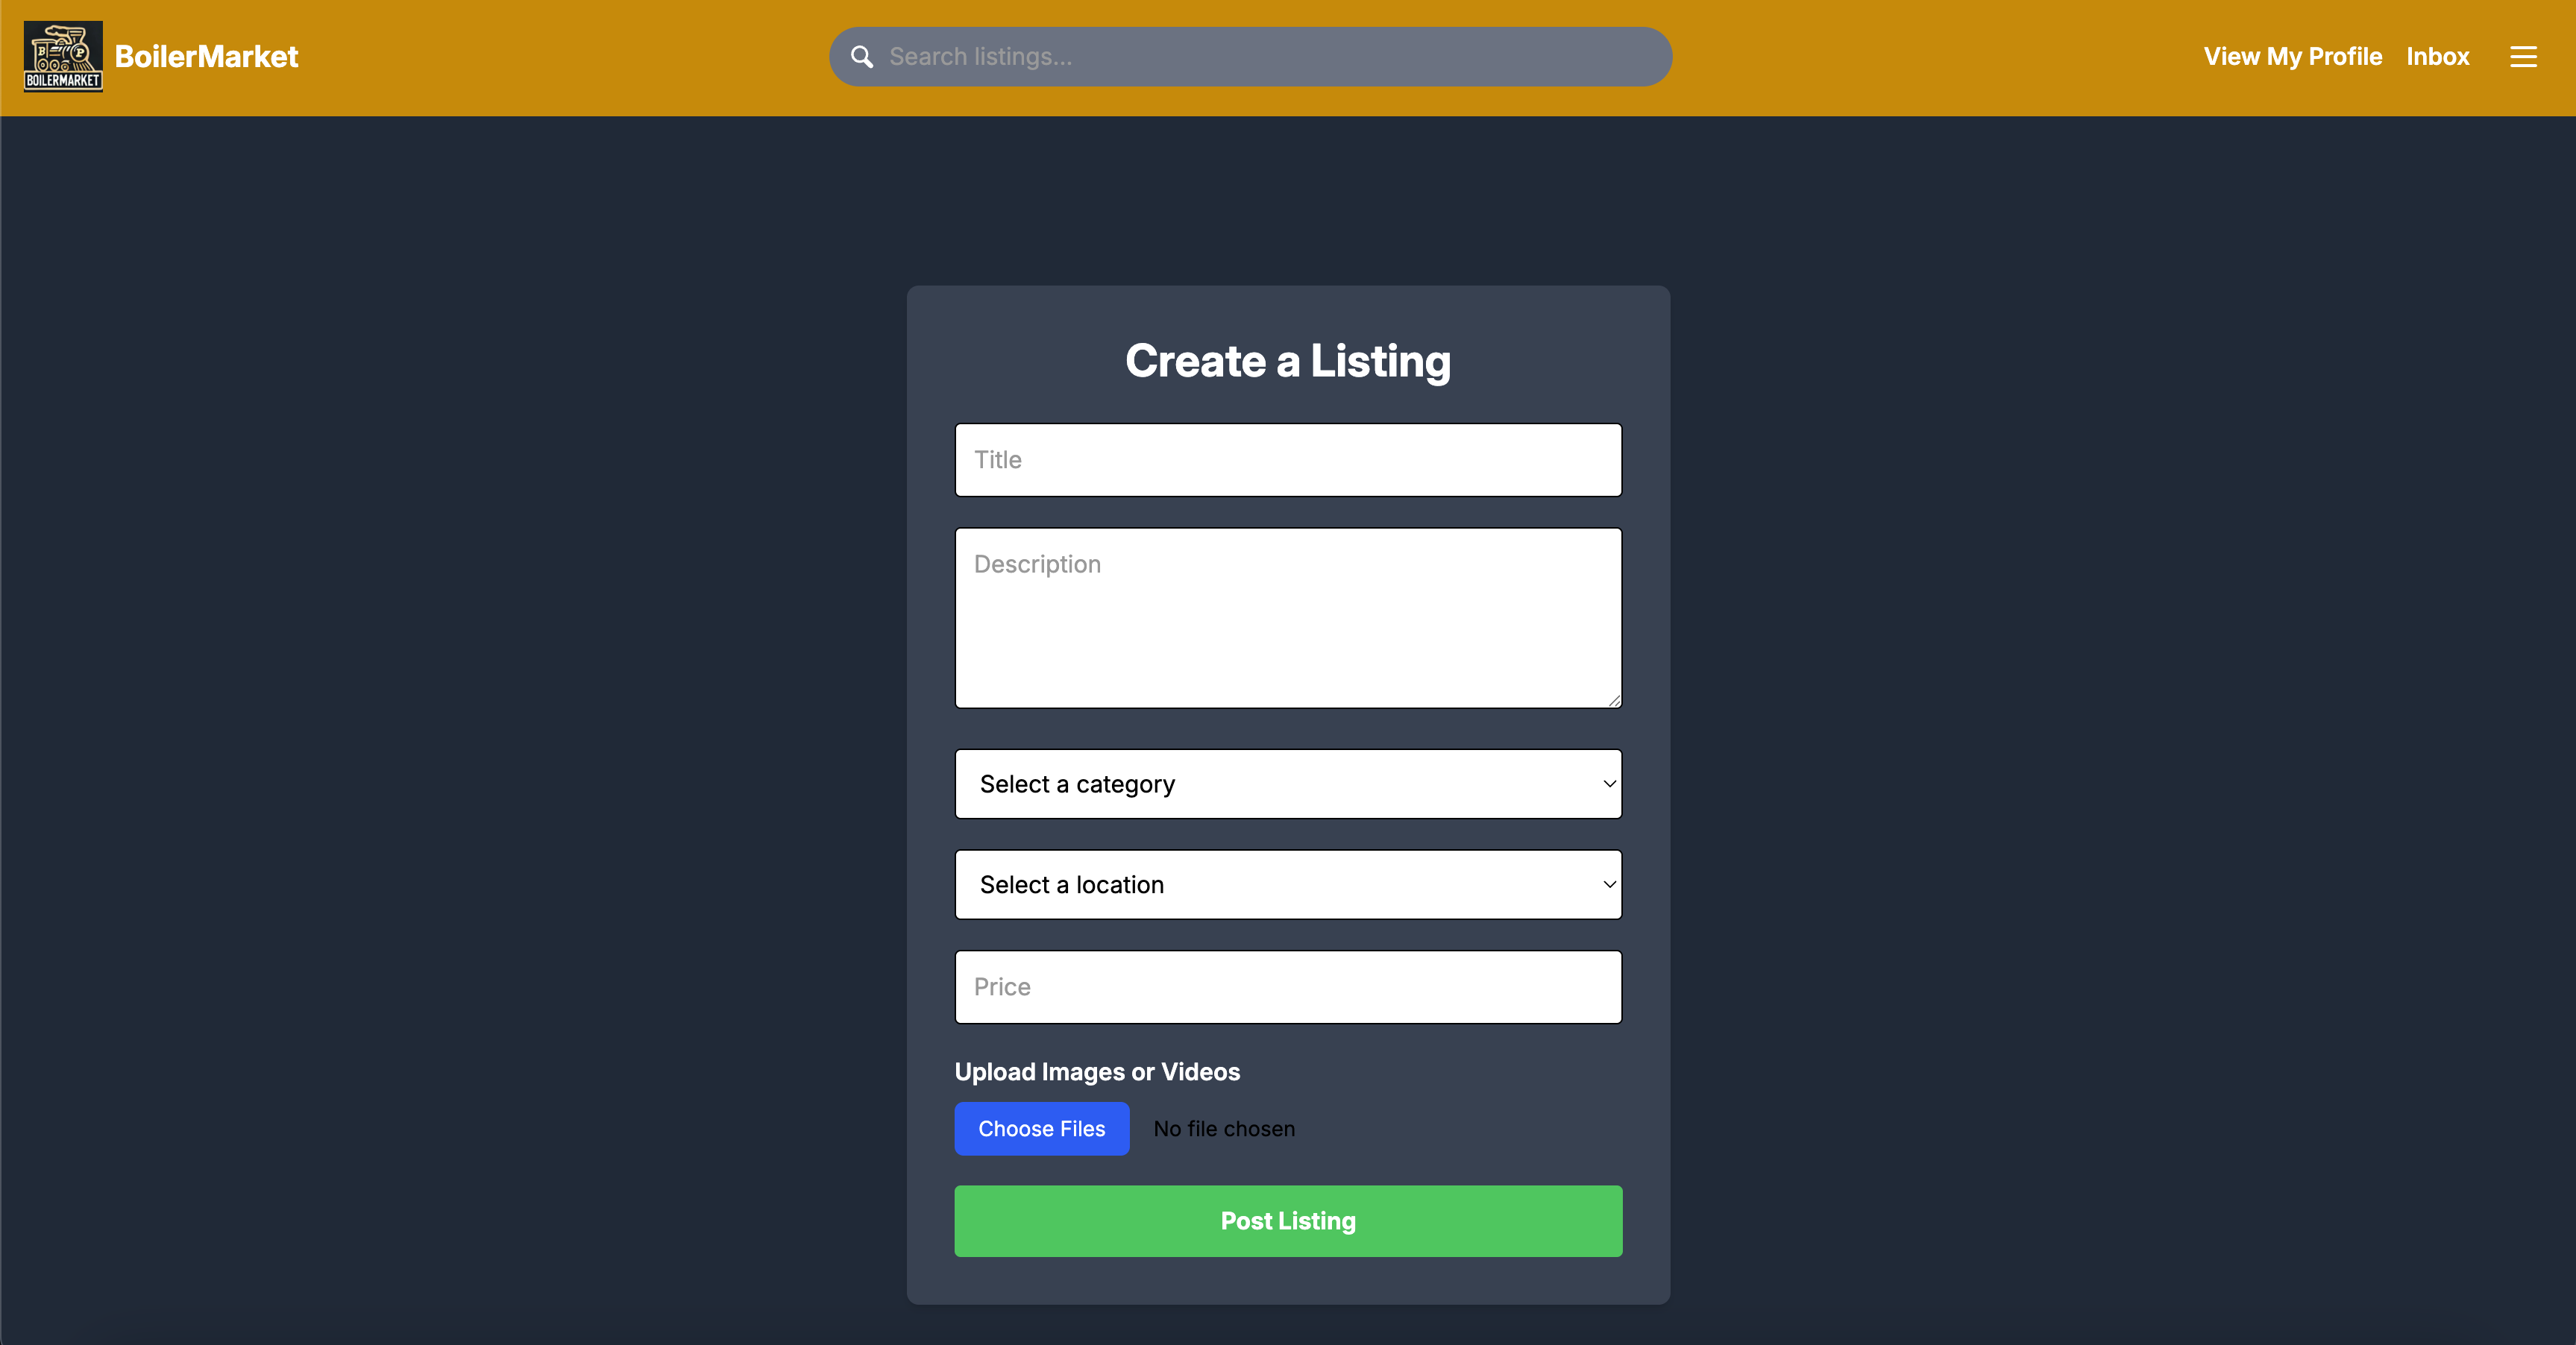 B P
BOILERMARKET
BoilerMarket
Search listings...
View My Profile
Inbox
Create a Listing
Title
Description
Select a category
Select a location
Price
Upload Images or Videos
Choose Files
No file chosen
Post Listing